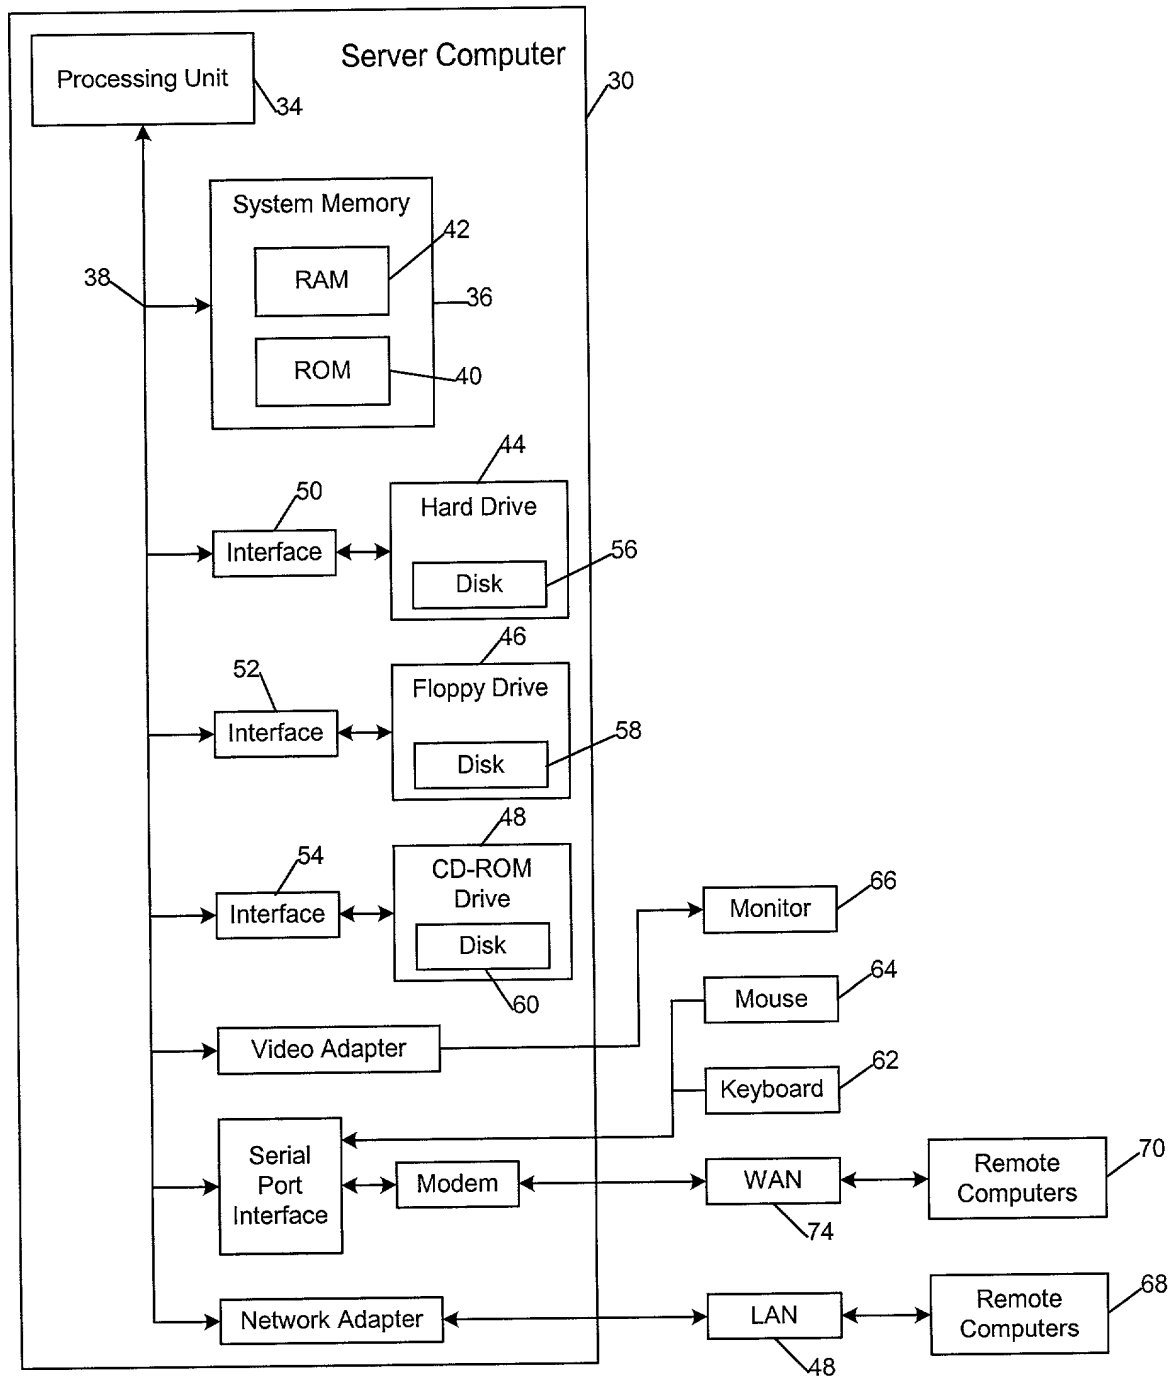 Server Computer
Processing Unit
30
34
System Memory
42
RAM
38
36
ROM
40
44
50
Hard Drive
Interface
56
Disk
46
52
Floppy Drive
Interface
58
Disk
48
54
CD-ROM
Drive
66
Interface
Monitor
Disk
64
60
Mouse
Video Adapter
62
Keyboard
70
Serial
Port
Interface
Modem
WAN
Remote
Computers
74
68
Network Adapter
LAN
Remote
Computers
48